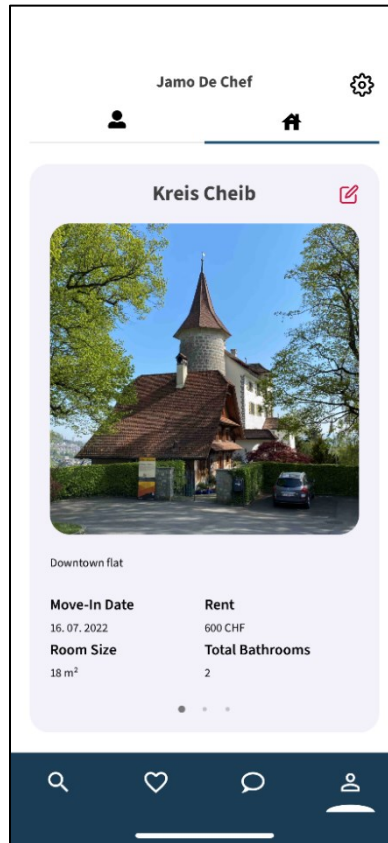 Jamo De Chef
Kreis Cheib
Downtown flat
Move-In Date Rent
16. 07. 2022 600 CHF
Room Size Total Bathrooms
18 m² 2